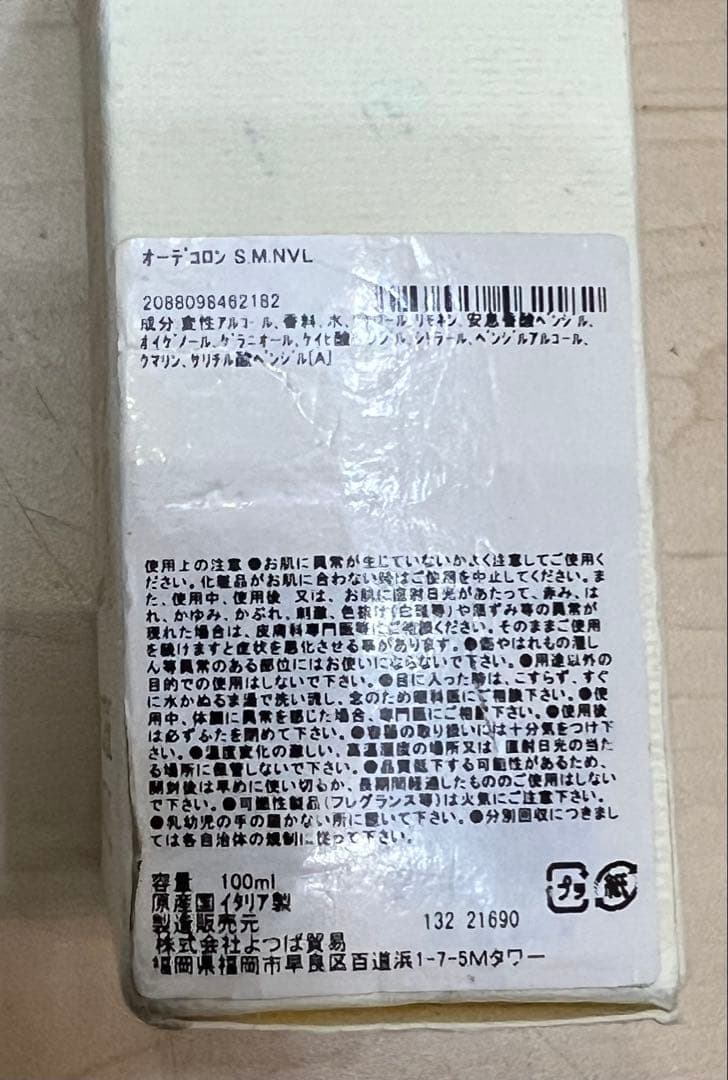 オーデコロン S.M.NVL
2088098462182
成分 変性アルコール、香料、水、リモネン、安息香酸ベンジル、
オイゲノール、ゲラニオール、ケイヒ酸ベンジル、シトラール、ベンジルアルコール、
クマリン、サリチル酸ベンジル[A]
使用上の注意 ●お肌に異常が生じていないかよく注意してご使用く
ださい。化粧品がお肌に合わない時はご使用を中止してください。ま
た、使用中、使用後 又は、お肌に直射日光があたって、赤み、は
れ、かゆみ、かぶれ、刺激、色抜け(白斑等)や黒ずみ等の異常が
現れた場合は、皮膚科専門医等にご相談ください。そのままご使用
を続けますと症状を悪化させる事があります。●傷やはれもの湿し
ん等異常のある部位にはお使いにならないで下さい。●用途以外の
目的での使用はしないで下さい。●目に入った時は、こすらず、すぐ
に水かぬるま湯で洗い流し、念のため眼科医にご相談下さい。●使
用中、体調に異常を感じた場合、専門医にご相談下さい。●使用後
は必ずふたを閉めて下さい。●容器の取り扱いには十分気をつけ下
さい。●温度変化の激しい、高温湿度の場所又は、直射日光の当た
る場所に保管しないで下さい。●品質低下する可能性があるため、
開封後は早めに使い切るか、長期間経過したもののご使用はしない
で下さい。●可燃性製品(フレグランス等)は火気にご注意下さい。
●乳幼児の手の届かない所に置いて下さい。●分別回収につきまし
ては各自治体の規制に従って下さい。
容量 100ml
原産国 イタリア製
製造販売元 132 21690
株式会社よつば貿易
福岡県福岡市早良区百道浜1-7-5Mタワー
プラ 紙